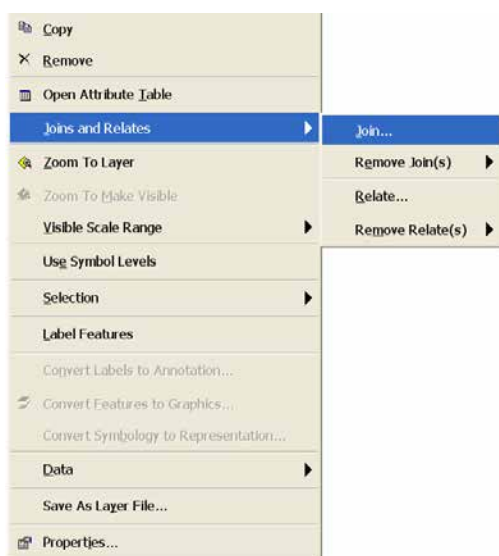 Copy
Remove
Open Attribute Table
Joins and Relates
Zoom To Layer
Zoom To Make Visible
Visible Scale Range
Use Symbol Levels
Selection
Label Features
Convert Labels to Annotation...
Convert Features to Graphics...
Convert Symbology to Representation...
Data
Save As Layer File...
Properties...
Join...
Remove Join(s)
Relate...
Remove Relate(s)